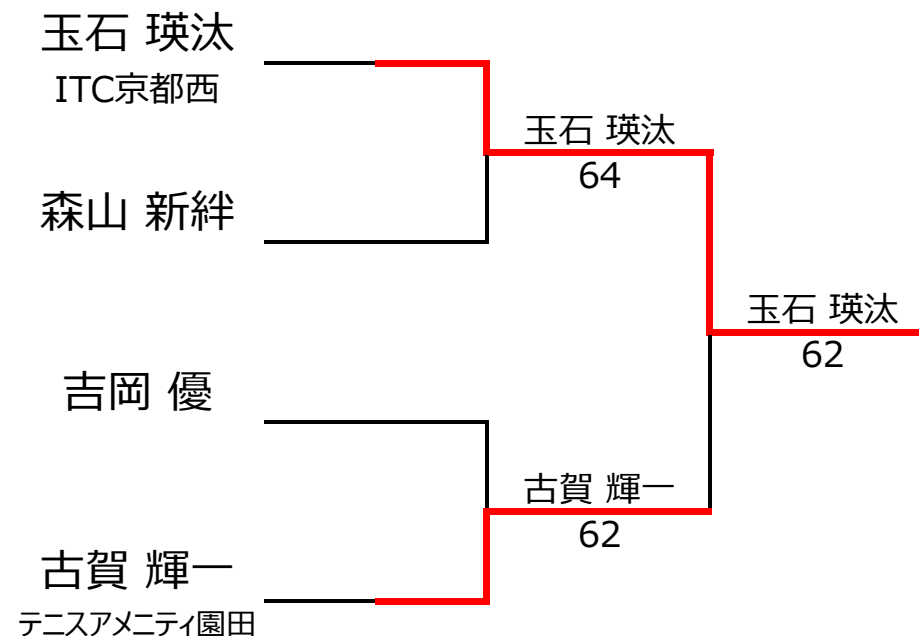 玉石 瑛汰
ITC京都西
玉石 瑛汰
64
森山 新絆
玉石 瑛汰
62
吉岡 優
古賀 輝一
62
古賀 輝一
テニスアメニティ園田